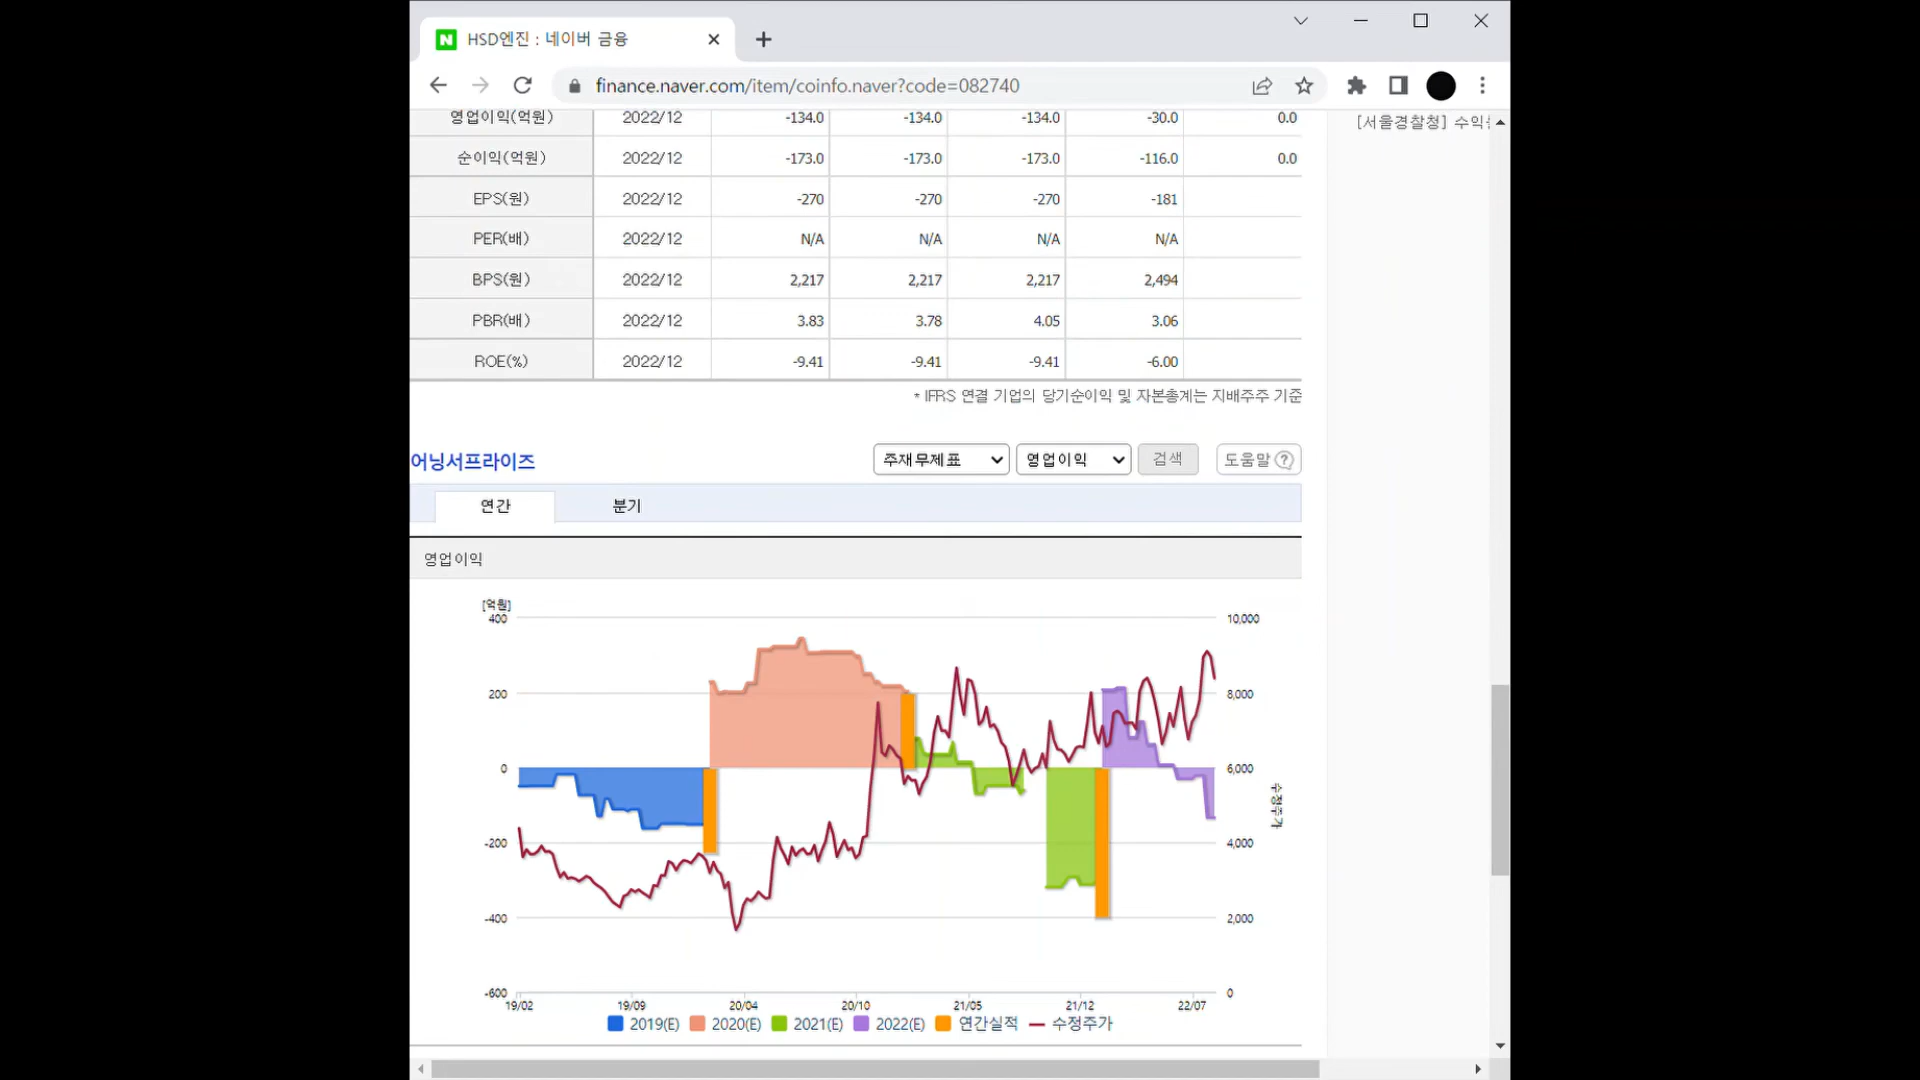 HSD엔진 : 네이버 금융
finance.naver.com/item/coinfo.naver?code=082740
영업이익(억원) 2022/12 -134.0 -134.0 -134.0 -30.0 0.0
[서울경찰청] 수익
순이익(억원) 2022/12 -173.0 -173.0 -173.0 -116.0 0.0
EPS(원) 2022/12 -270 -270 -270 -181
PER(배) 2022/12 N/A N/A N/A N/A
BPS(원) 2022/12 2,217 2,217 2,217 2,494
PBR(배) 2022/12 3.83 3.78 4.05 3.06
ROE(%) 2022/12 -9.41 -9.41 -9.41 -6.00
* IFRS 연결 기업의 당기순이익 및 자본총계는 지배주주 기준
어닝서프라이즈 주재무제표 영업이익 검색 도움말 ?
연간 분기
영업이익
[억원]
400 10,000
200 8,000
0 6,000
수정주가
-200 4,000
-400 2,000
-600 0
19/02 19/09 20/04 20/10 21/05 21/12 22/07
2019(E) 2020(E) 2021(E) 2022(E) 연간실적 수정주가